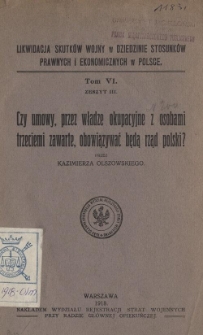 LIKWIDACJA SKUTKÓW WOJNY W DZIEDZINIE STOSUNKÓW
PRAWNYCH I EKONOMICZNYCH W POLSCE.
Tom VI.
ZESZYT III.
Czy umowy, przez władze okupacyjne z osobami
trzeciemi zawarte, obowiązywać będą rząd polski?
PRZEZ
KAZIMIERZA OLSZOWSKIEGO.
WARSZAWA
1918.
NAKŁADEM WYDZIAŁU REJESTRACJI STRAT WOJENNYCH
PRZY RADZIE GŁÓWNEJ OPIEKUŃCZEJ